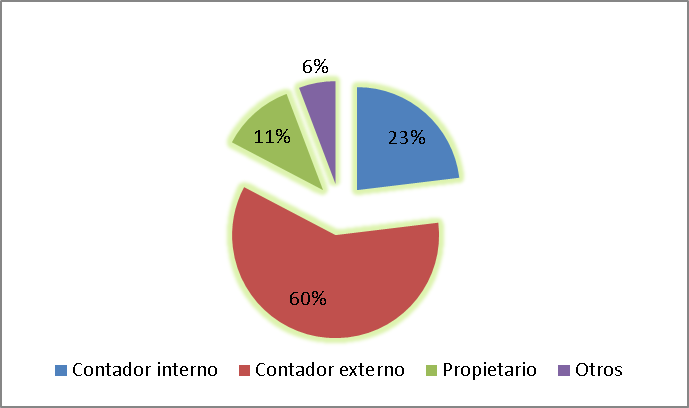 6%
11%
23%
60%
Contador interno Contador externo Propietario Otros